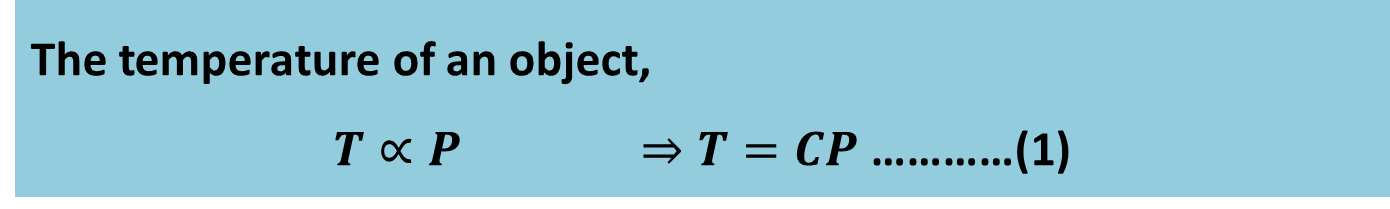 The temperature of an object,
𝑻 ∝ 𝑷 ⇒ 𝑻 = 𝑪𝑷 ............(1)